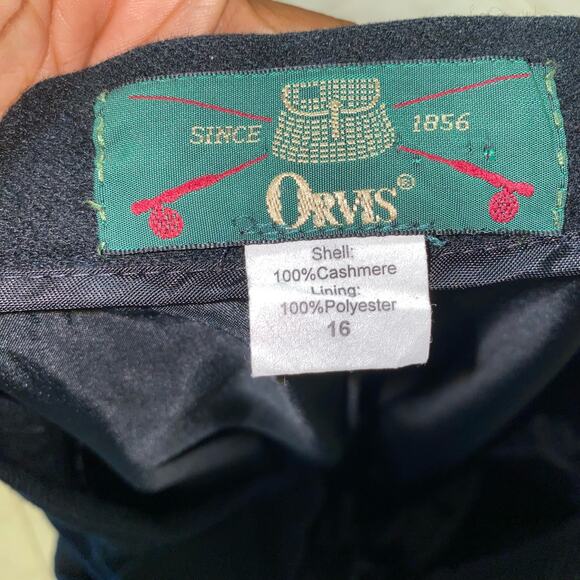 SINCE 1856
ORVIS®
Shell:
100%Cashmere
Lining:
100%Polyester
16